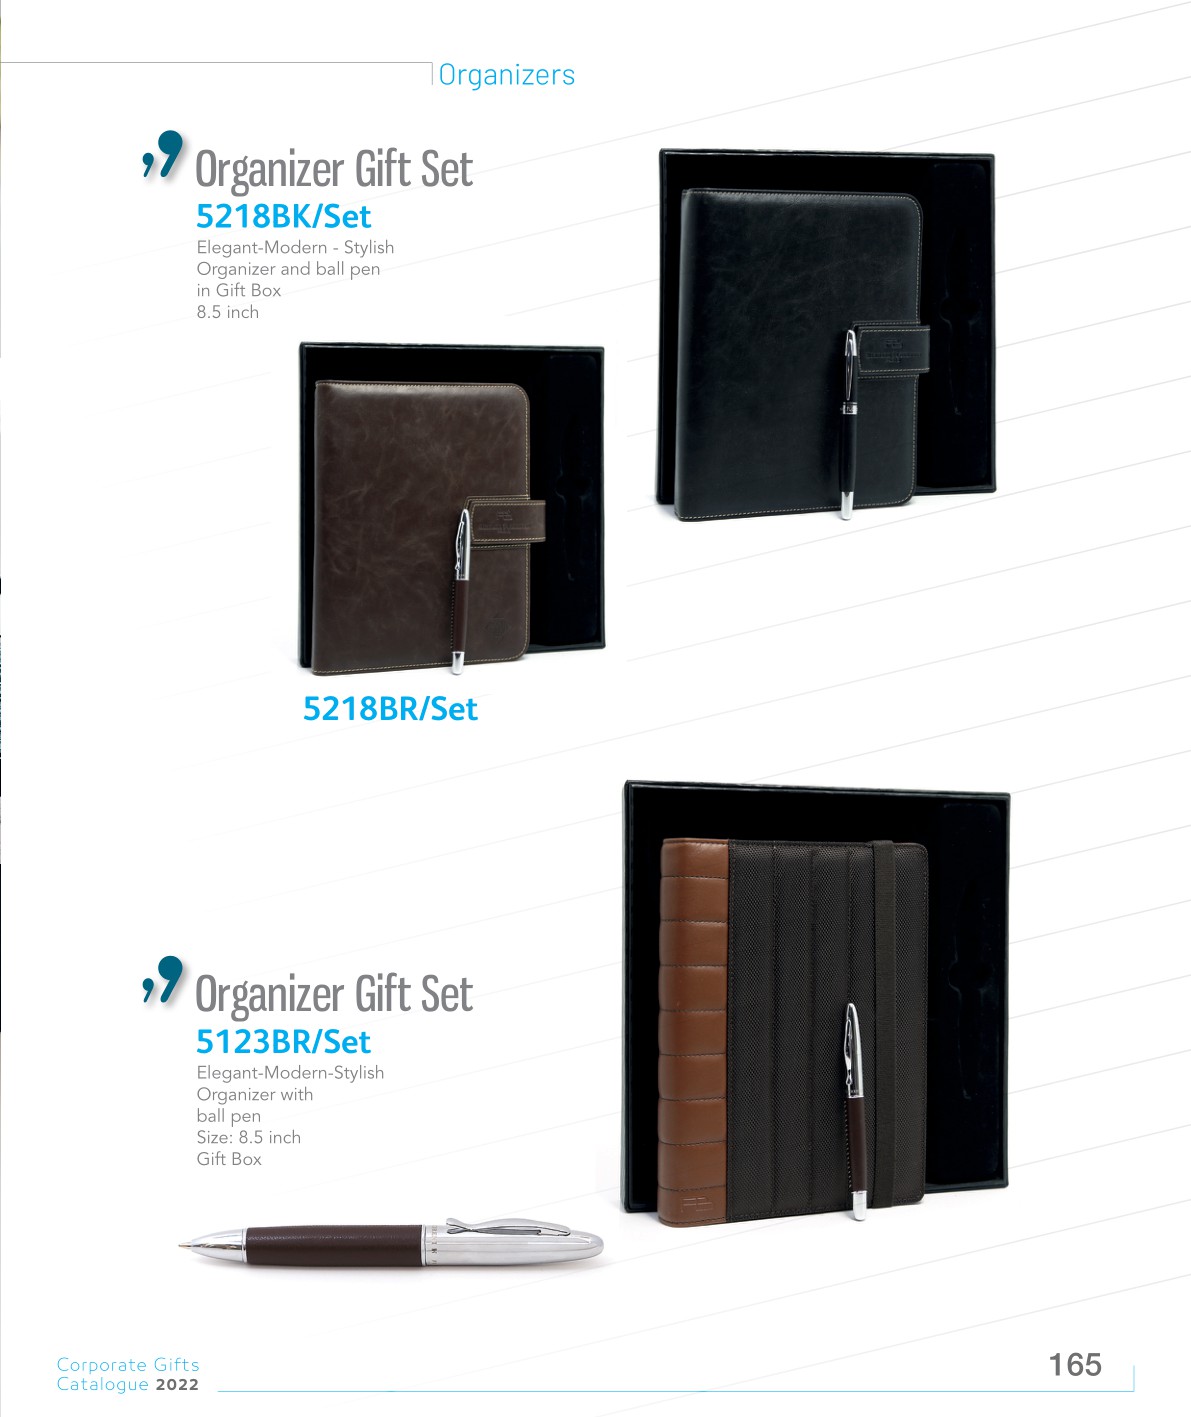 Organizers
Organizer Gift Set
5218BK/Set
Elegant-Modern - Stylish
Organizer and ball pen
in Gift Box
8.5 inch
5218BR/Set
Organizer Gift Set
5123BR/Set
Elegant-Modern-Stylish
Organizer with
ball pen
Size: 8.5 inch
Gift Box
Corporate Gifts
Catalogue 2022
165